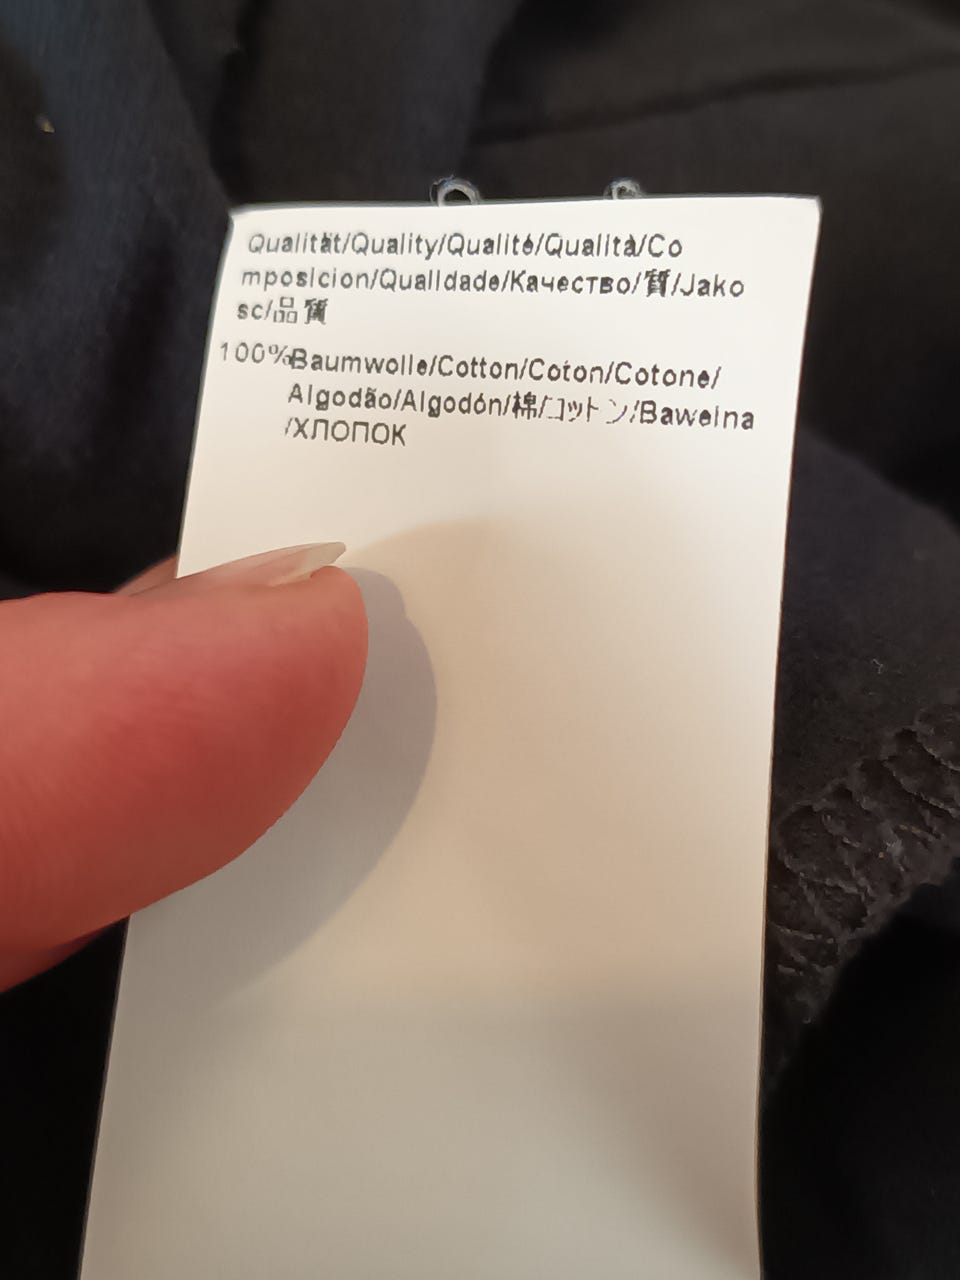 Qualität/Quality/Qualité/Qualità/Co
mposicion/Qualidade/Качество/質/Jako
sc/品質
100%Baumwolle/Cotton/Coton/Cotone/
Algodão/Algodón/棉/コットン/Bawelna
/ХЛОПОК